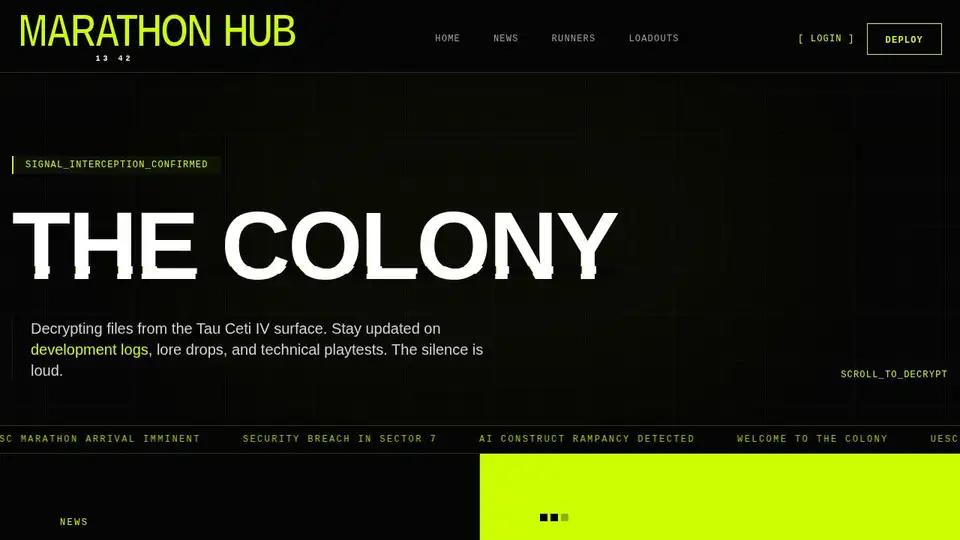 MARATHON HUB
13 42
HOME NEWS RUNNERS LOADOUTS
[ LOGIN ] DEPLOY
SIGNAL_INTERCEPTION_CONFIRMED
THE COLONY
Decrypting files from the Tau Ceti IV surface. Stay updated on
development logs, lore drops, and technical playtests. The silence is
loud.
SCROLL_TO_DECRYPT
SC MARATHON ARRIVAL IMMINENT SECURITY BREACH IN SECTOR 7 AI CONSTRUCT RAMPANCY DETECTED WELCOME TO THE COLONY UESC
NEWS